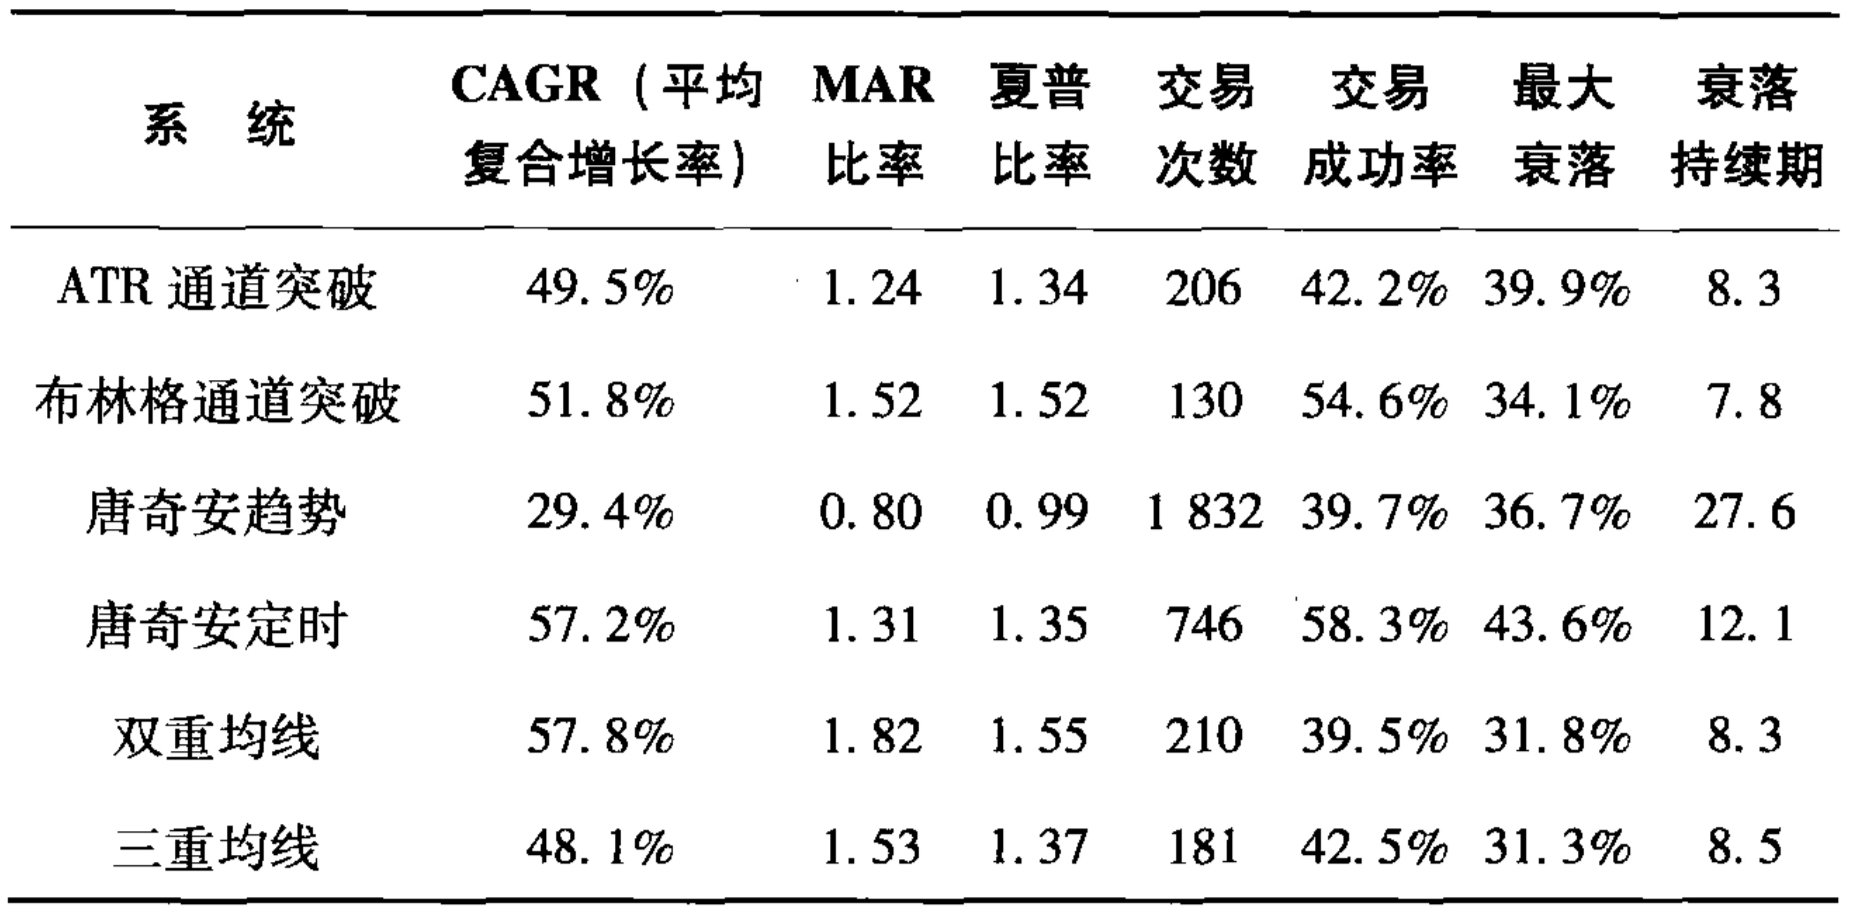 系 统 CAGR（平均复合增长率） MAR比率 夏普比率 交易次数 交易成功率 最大衰落 衰落持续期
ATR 通道突破 49.5% 1.24 1.34 206 42.2% 39.9% 8.3
布林格通道突破 51.8% 1.52 1.52 130 54.6% 34.1% 7.8
唐奇安趋势 29.4% 0.80 0.99 1 832 39.7% 36.7% 27.6
唐奇安定时 57.2% 1.31 1.35 746 58.3% 43.6% 12.1
双重均线 57.8% 1.82 1.55 210 39.5% 31.8% 8.3
三重均线 48.1% 1.53 1.37 181 42.5% 31.3% 8.5